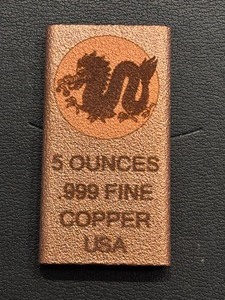 5 OUNCES
.999 FINE
COPPER
USA